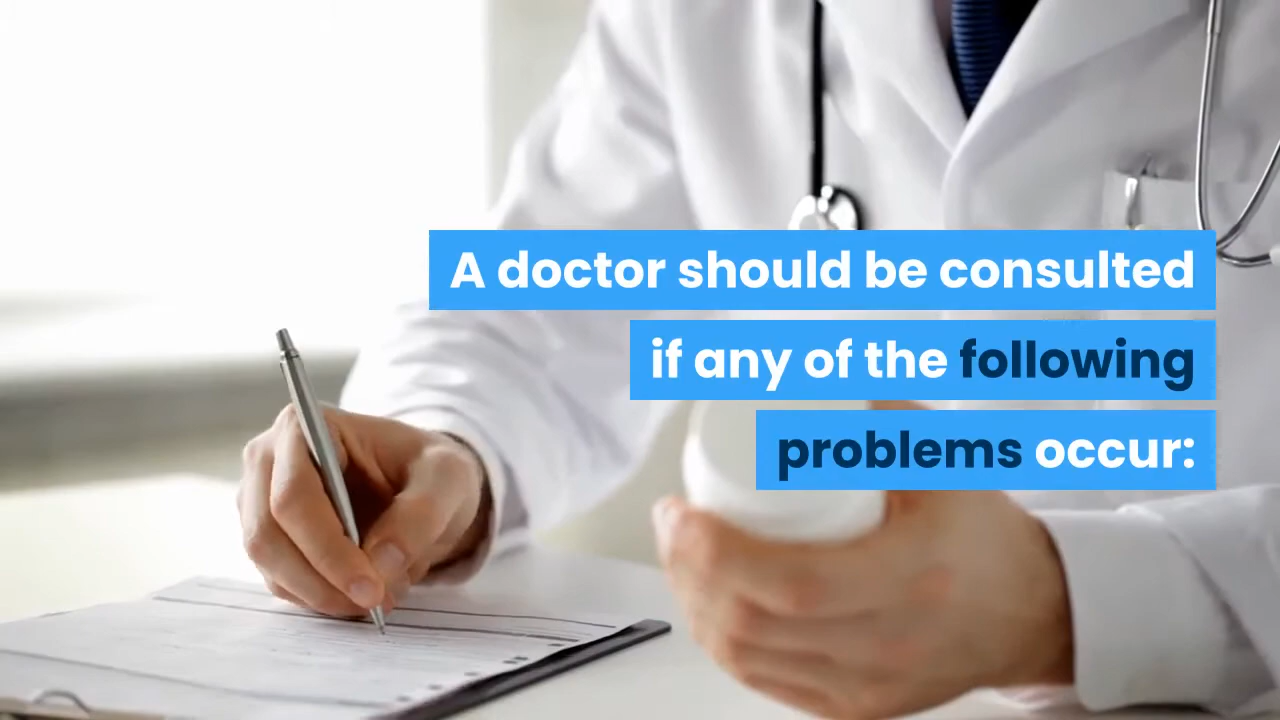 A doctor should be consulted
if any of the following
problems occur: